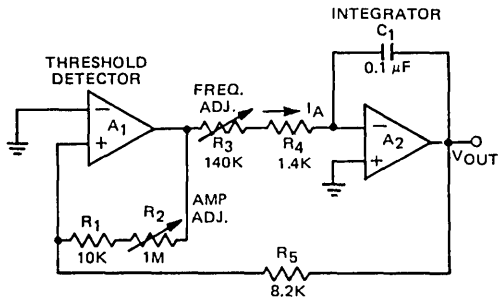 INTEGRATOR
C1
0.1 µF
THRESHOLD
DETECTOR
FREQ.
ADJ.
IA
A1
−
+
R3
140K
R4
1.4K
A2
−
+
VOUT
AMP
ADJ.
R1
10K
R2
1M
R5
8.2K